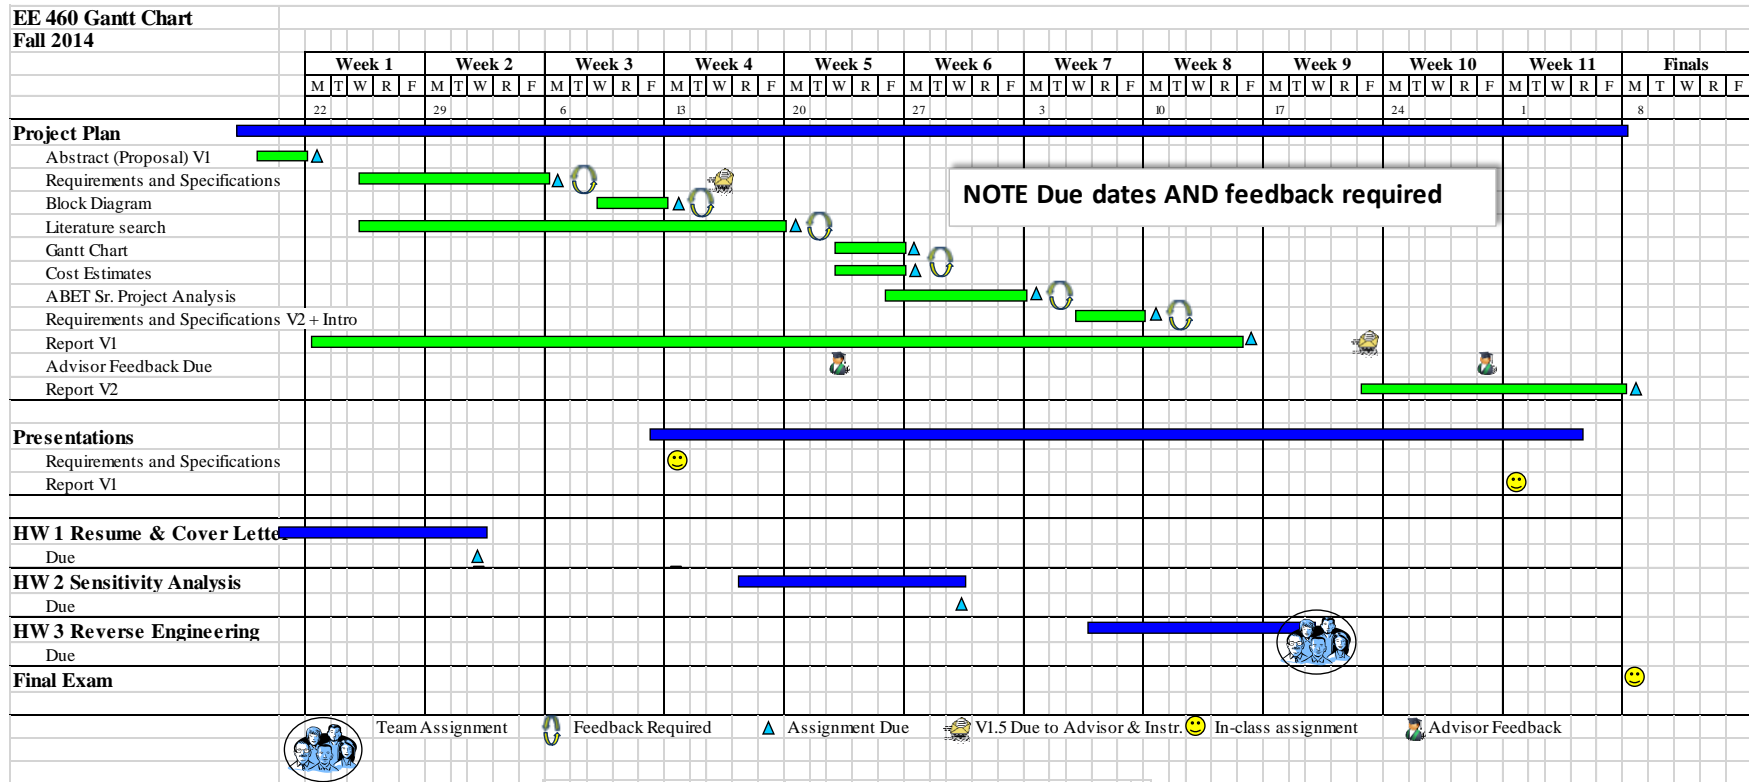 EE 460 Gantt Chart
Fall 2014
Week 1 Week 2 Week 3 Week 4 Week 5 Week 6 Week 7 Week 8 Week 9 Week 10 Week 11 Finals
M T W R F M T W R F M T W R F M T W R F M T W R F M T W R F M T W R F M T W R F M T W R F M T W R F M T W R F M T W R F
22 29 6 13 20 27 3 10 17 24 1 8
Project Plan
Abstract (Proposal) V1
Requirements and Specifications
NOTE Due dates AND feedback required
Block Diagram
Literature search
Gantt Chart
Cost Estimates
ABET Sr. Project Analysis
Requirements and Specifications V2 + Intro
Report V1
Advisor Feedback Due
Report V2
Presentations
Requirements and Specifications
Report V1
HW 1 Resume & Cover Lette
Due
HW 2 Sensitivity Analysis
Due
HW 3 Reverse Engineering
Due
Final Exam
Team Assignment Feedback Required Assignment Due V1.5 Due to Advisor & Instr. In-class assignment Advisor Feedback